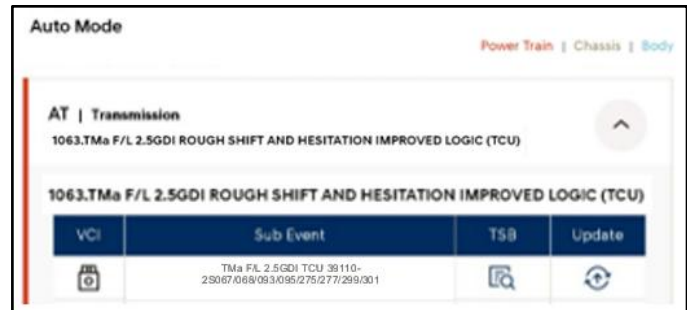 Auto Mode
Power Train | Chassis | Body
AT | Transmission
1063.TMa F/L 2.5GDI ROUGH SHIFT AND HESITATION IMPROVED LOGIC (TCU)
1063.TMa F/L 2.5GDI ROUGH SHIFT AND HESITATION IMPROVED LOGIC (TCU)
VCI Sub Event TSB Update
TMa F/L 2.5GDI TCU 39110-
2S067/068/093/095/275/277/299/301